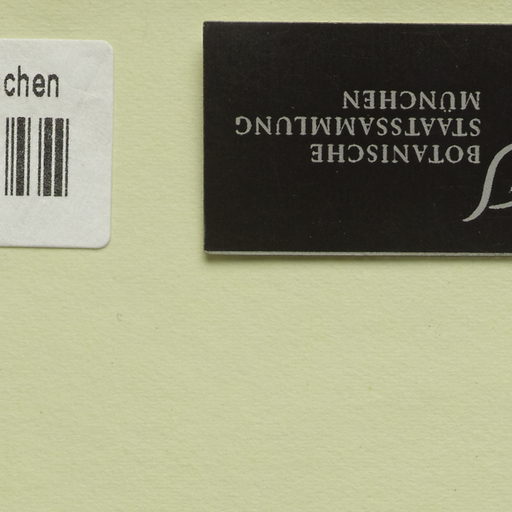 chen
BOTANISCHE
STAATSSAMMLUNG
MÜNCHEN